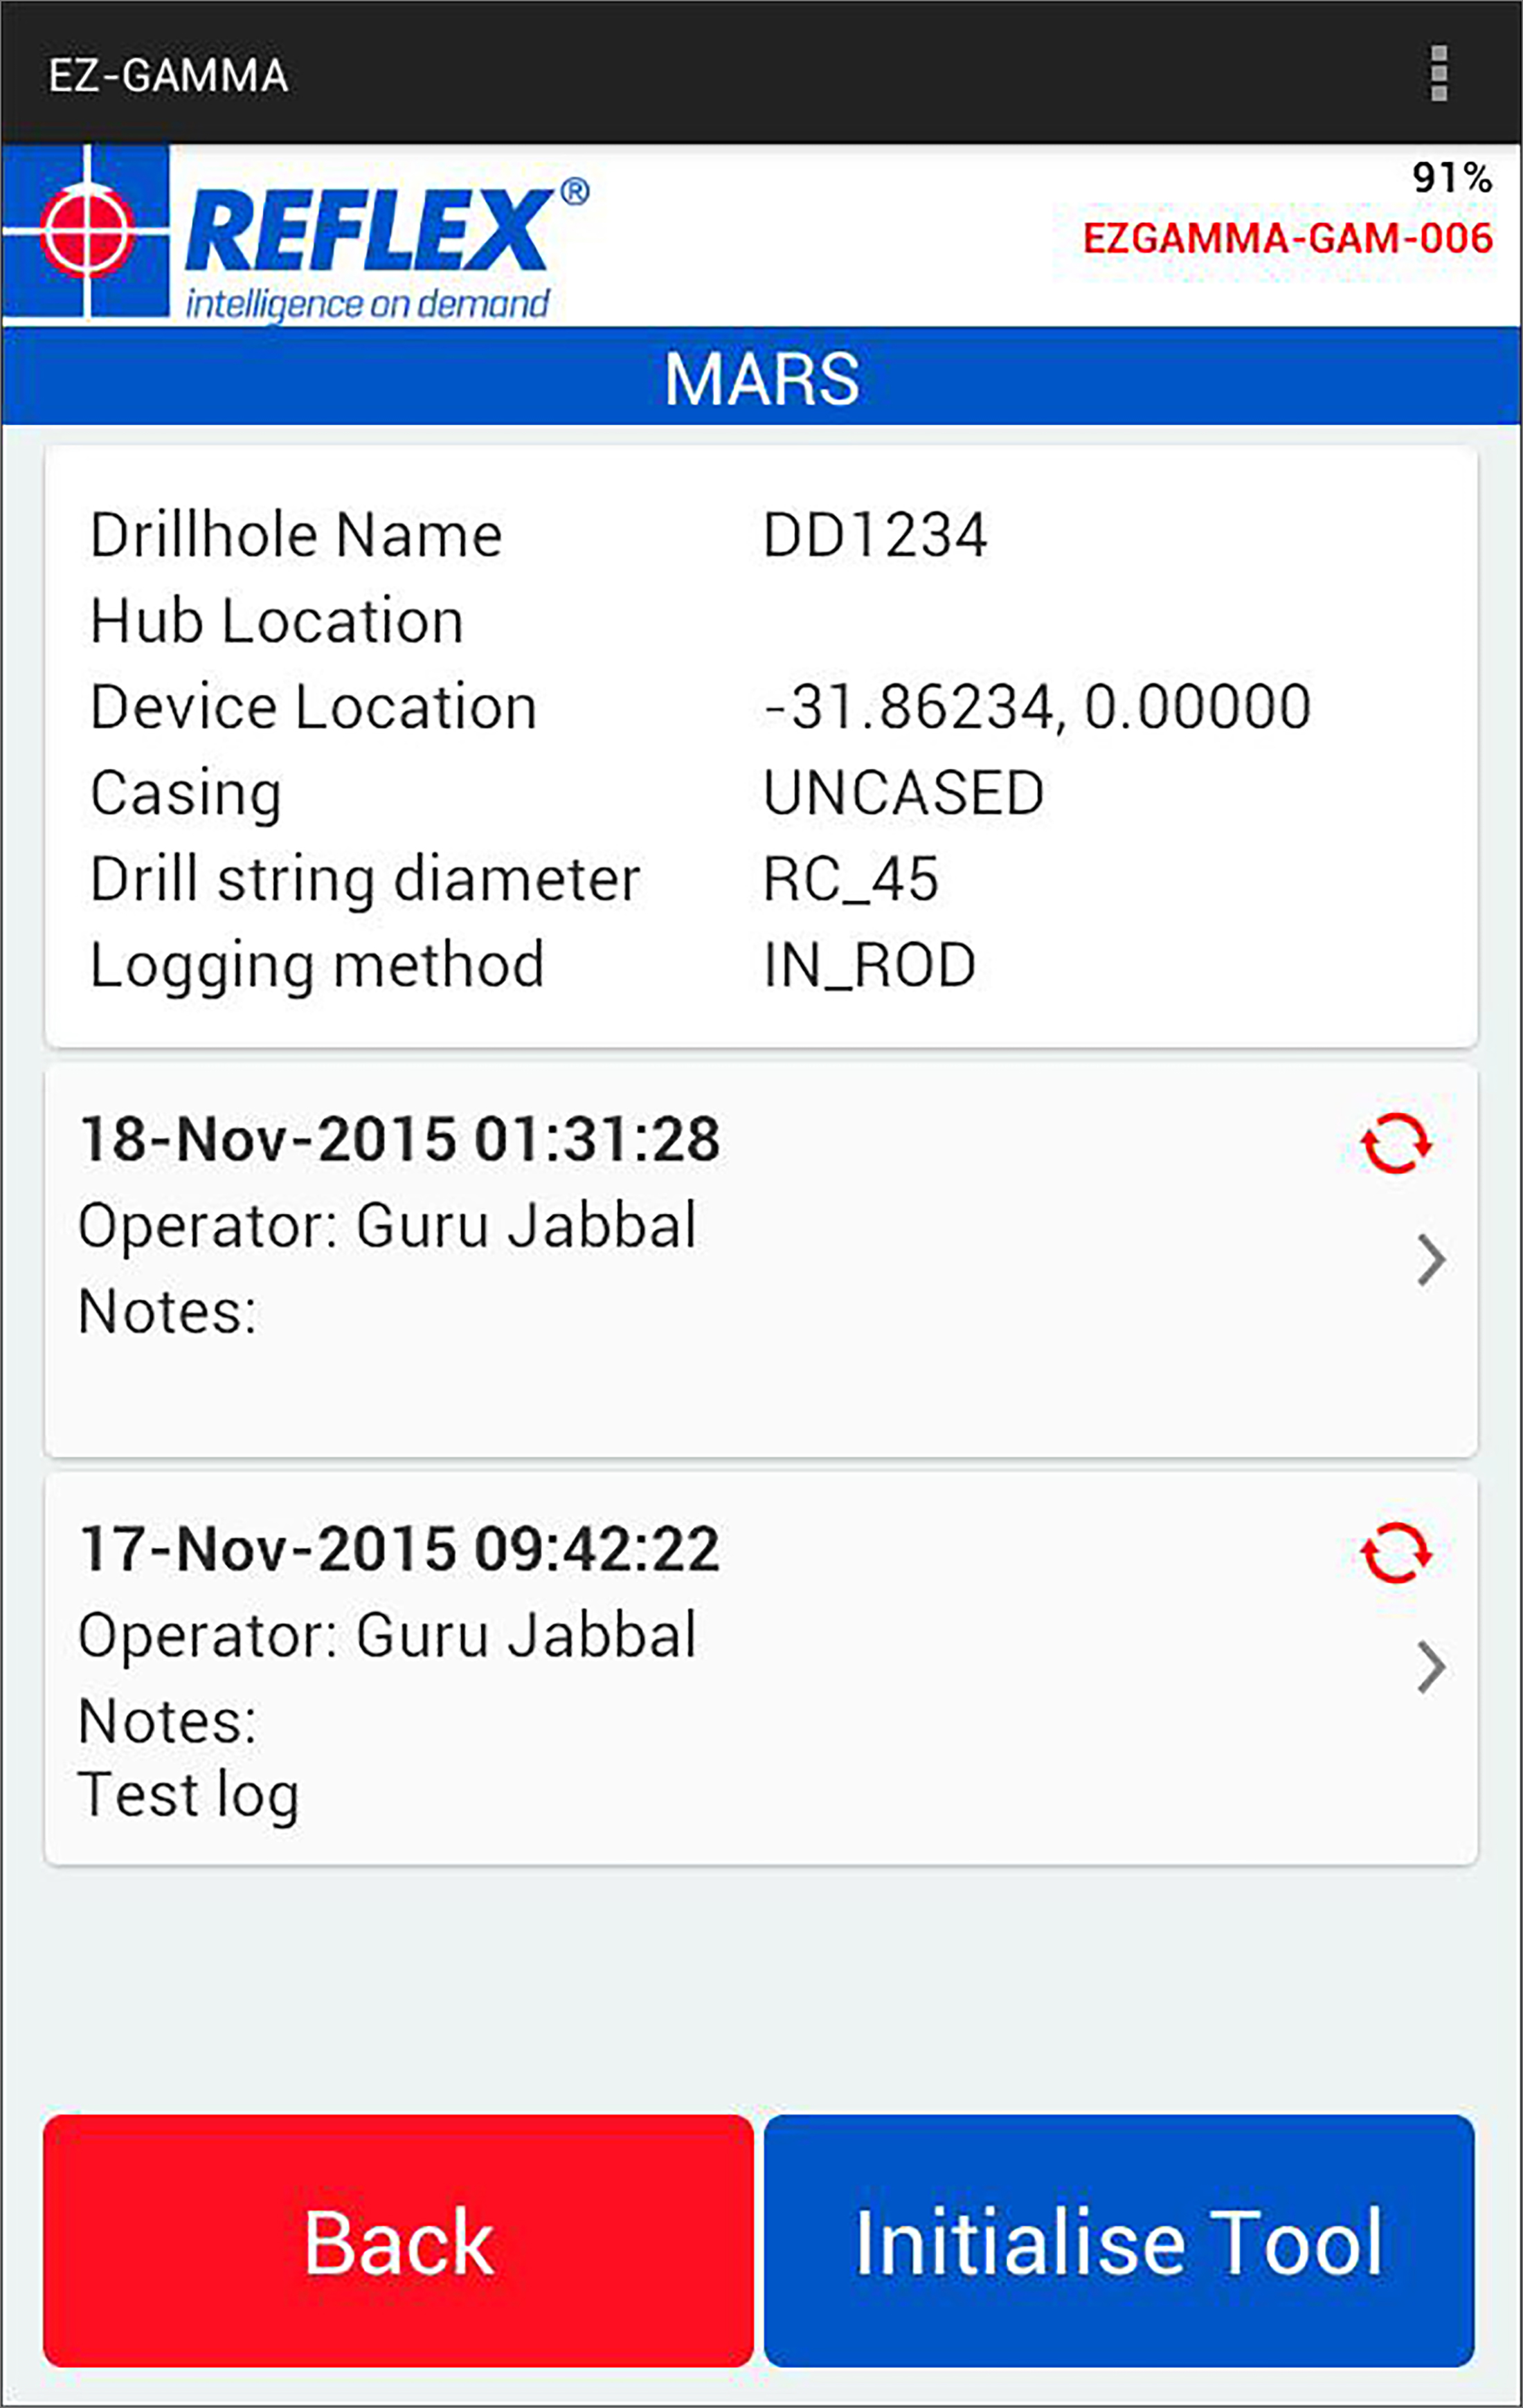 EZ-GAMMA
91%
REFLEX®
EZGAMMA-GAM-006
intelligence on demand
MARS
Drillhole Name DD1234
Hub Location
Device Location -31.86234, 0.00000
Casing UNCASED
Drill string diameter RC_45
Logging method IN_ROD
18-Nov-2015 01:31:28
Operator: Guru Jabbal
Notes:
17-Nov-2015 09:42:22
Operator: Guru Jabbal
Notes:
Test log
Back Initialise Tool